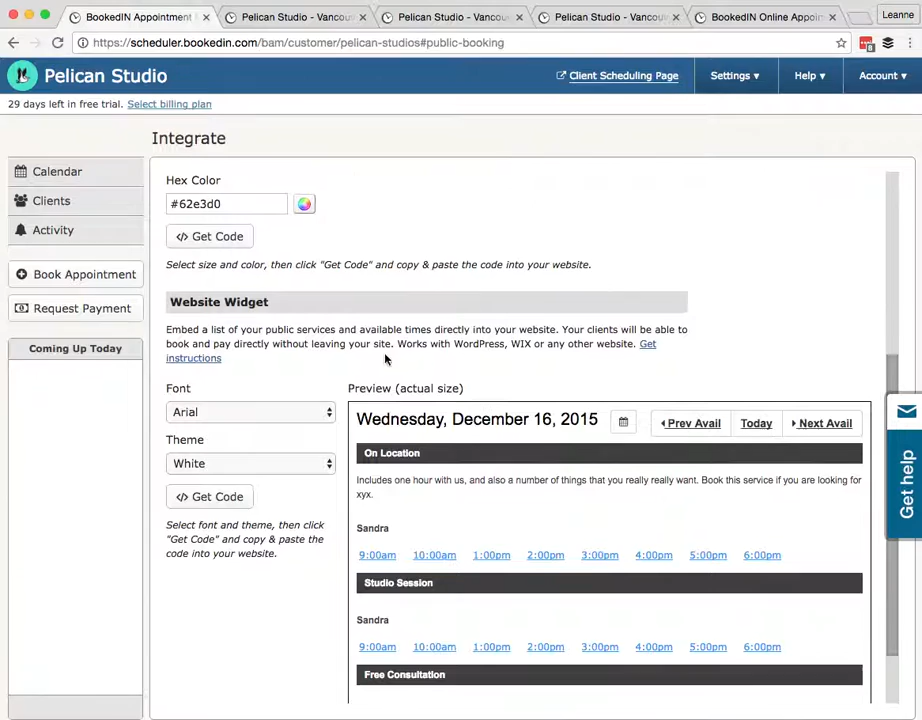 BookedIN Appointment
Pelican Studio - Vancouv
Pelican Studio - Vancouv
Pelican Studio - Vancouv
BookedIN Online Appoin
Leanne
https://scheduler.bookedin.com/bam/customer/pelican-studios#public-booking
8
Pelican Studio
Client Scheduling Page
Settings ▾
Help ▾
Account ▾
29 days left in free trial. Select billing plan
Integrate
Calendar
Clients
Activity
Book Appointment
Request Payment
Coming Up Today
Hex Color
#62e3d0
</> Get Code
Select size and color, then click "Get Code" and copy & paste the code into your website.
Website Widget
Embed a list of your public services and available times directly into your website. Your clients will be able to
book and pay directly without leaving your site. Works with WordPress, WIX or any other website. Get
instructions
Font
Arial
Theme
White
</> Get Code
Select font and theme, then click
"Get Code" and copy & paste the
code into your website.
Preview (actual size)
Wednesday, December 16, 2015
Prev Avail
Today
Next Avail
On Location
Includes one hour with us, and also a number of things that you really really want. Book this service if you are looking for
xyx.
Sandra
9:00am 10:00am 1:00pm 2:00pm 3:00pm 4:00pm 5:00pm 6:00pm
Studio Session
Sandra
9:00am 10:00am 1:00pm 2:00pm 3:00pm 4:00pm 5:00pm 6:00pm
Free Consultation
Get help